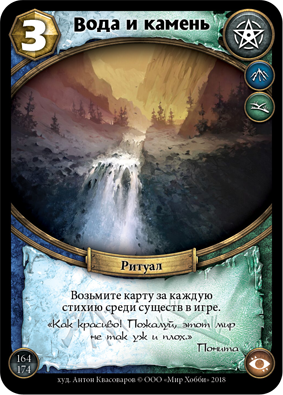 3
Вода и камень
Ритуал
Возьмите карту за каждую
стихию среди существ в игре.
«Как красиво! Пожалуй, этот мир
не так уж и плох.»
Понита
164
174
худ. Антон Квасоваров © ООО «Мир Хобби» 2018